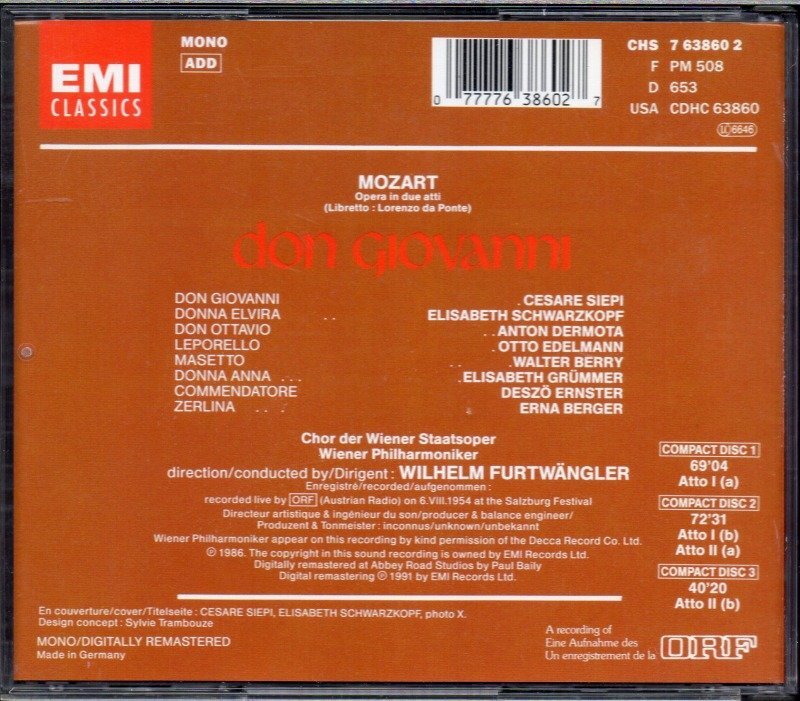 EMI
CLASSICS
MONO
ADD
0 77776 38602 7
CHS 7 63860 2
F PM 508
D 653
USA CDHC 63860
LC 6646
MOZART
Opera in due atti
(Libretto : Lorenzo da Ponte)
don giovanni
DON GIOVANNI . CESARE SIEPI
DONNA ELVIRA . . ELISABETH SCHWARZKOPF
DON OTTAVIO . . ANTON DERMOTA
LEPORELLO . OTTO EDELMANN
MASETTO . . WALTER BERRY
DONNA ANNA . . . . ELISABETH GRÜMMER
COMMENDATORE DESZÖ ERNSTER
ZERLINA . . . ERNA BERGER
Chor der Wiener Staatsoper
Wiener Philharmoniker
direction/conducted by/Dirigent : WILHELM FURTWÄNGLER
Enregistré/recorded/aufgenommen :
recorded live by ORF (Austrian Radio) on 6.VIII.1954 at the Salzburg Festival
Directeur artistique & ingénieur du son/producer & balance engineer/
Produzent & Tonmeister : inconnus/unknown/unbekannt
Wiener Philharmoniker appear on this recording by kind permission of the Decca Record Co. Ltd.
℗ 1986. The copyright in this sound recording is owned by EMI Records Ltd.
Digitally remastered at Abbey Road Studios by Paul Baily
Digital remastering ℗ 1991 by EMI Records Ltd.
COMPACT DISC 1
69'04
Atto I (a)
COMPACT DISC 2
72'31
Atto I (b)
Atto II (a)
COMPACT DISC 3
40'20
Atto II (b)
En couverture/cover/Titelseite : CESARE SIEPI, ELISABETH SCHWARZKOPF, photo X.
Design concept : Sylvie Trambouze
MONO/DIGITALLY REMASTERED
Made in Germany
A recording of
Eine Aufnahme des
Un enregistrement de la
ORF